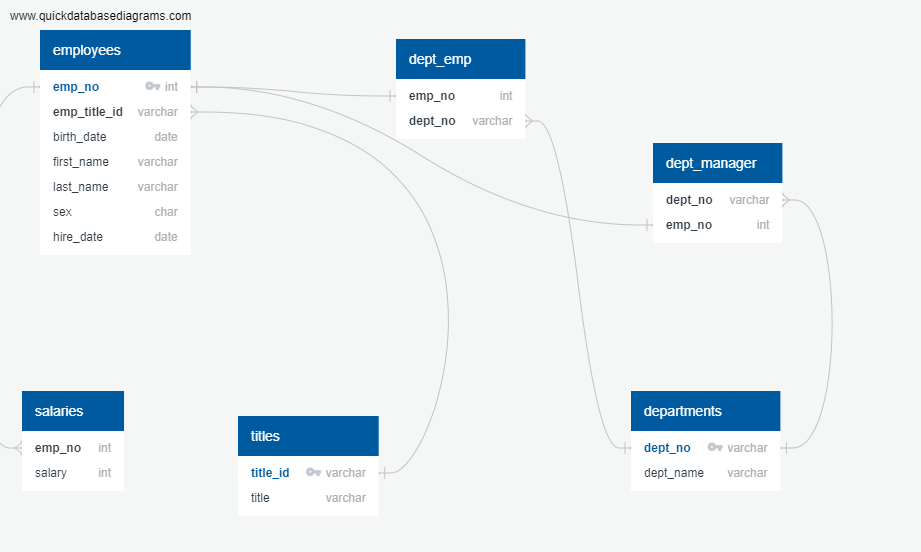 www.quickdatabasediagrams.com
employees
emp_no int
emp_title_id varchar
birth_date date
first_name varchar
last_name varchar
sex char
hire_date date
dept_emp
emp_no int
dept_no varchar
dept_manager
dept_no varchar
emp_no int
salaries
emp_no int
salary int
titles
title_id varchar
title varchar
departments
dept_no varchar
dept_name varchar